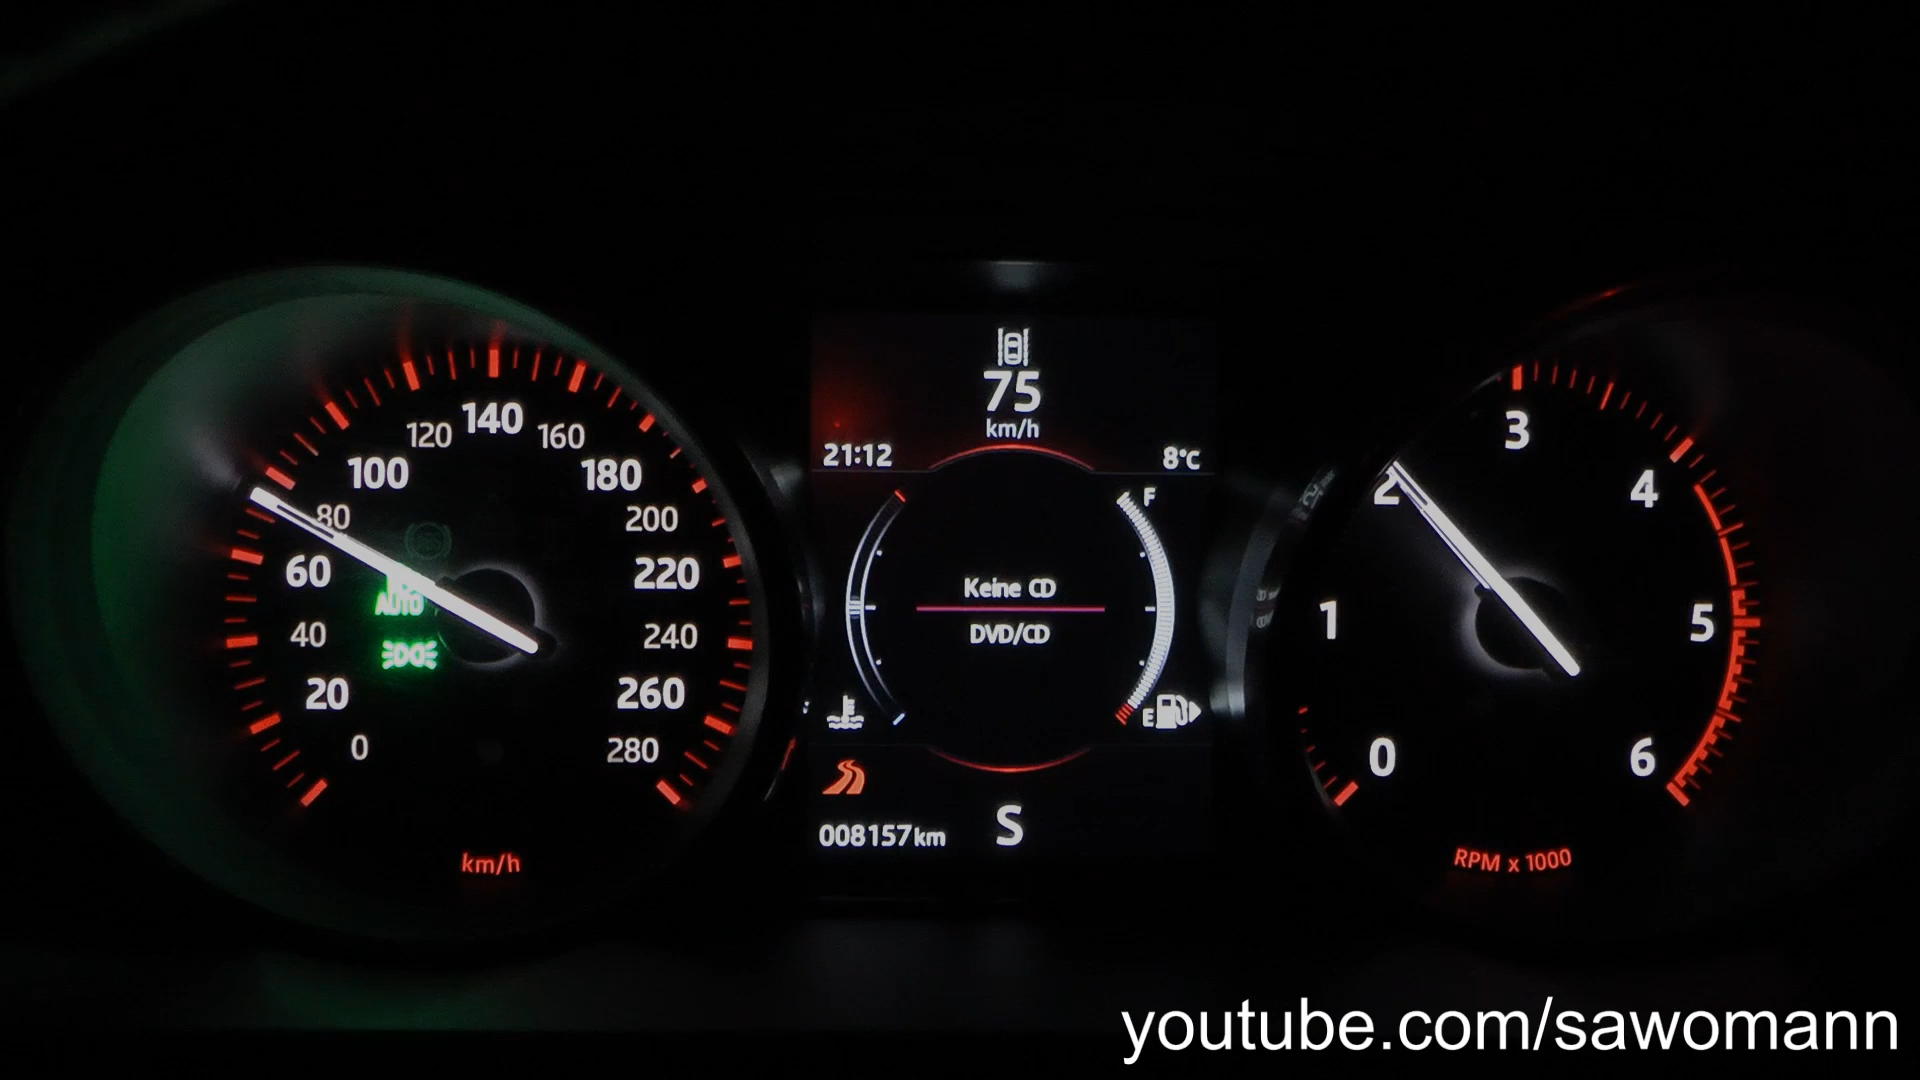 0
20
40
60
80
100
120
140
160
180
200
220
240
260
280
km/h
AUTO
75
km/h
21:12
8°C
F
Keine CD
DVD/CD
E
008157km
S
0
1
2
3
4
5
6
RPM x 1000
youtube.com/sawomann